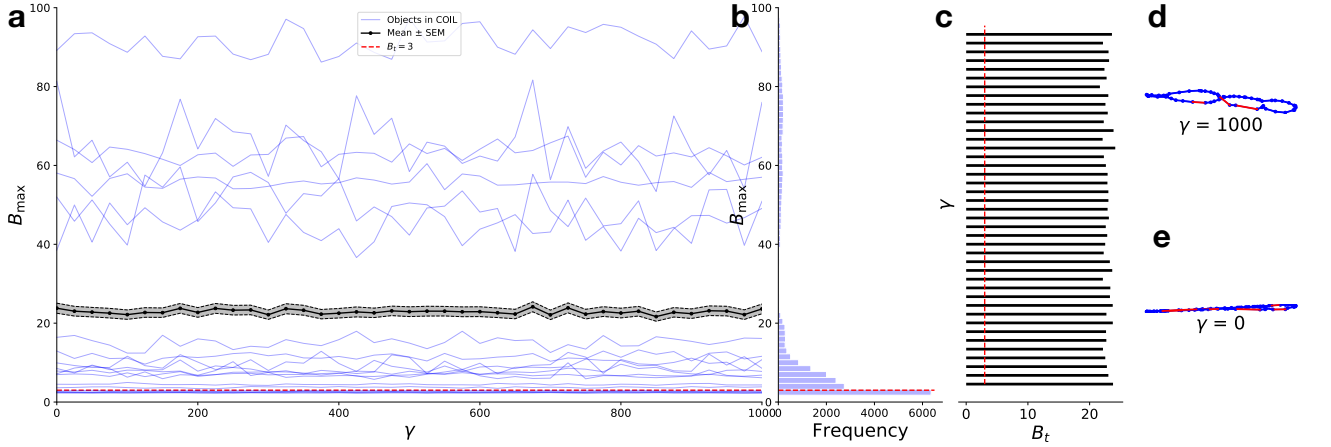 a
100
80
60
40
20
0
B_max
0
200
400
600
800
1000
γ
Objects in COIL
Mean ± SEM
B_t = 3
b
100
80
60
40
20
0
B_max
0
2000
4000
6000
Frequency
c
γ
0
10
20
B_t
d
γ = 1000
e
γ = 0